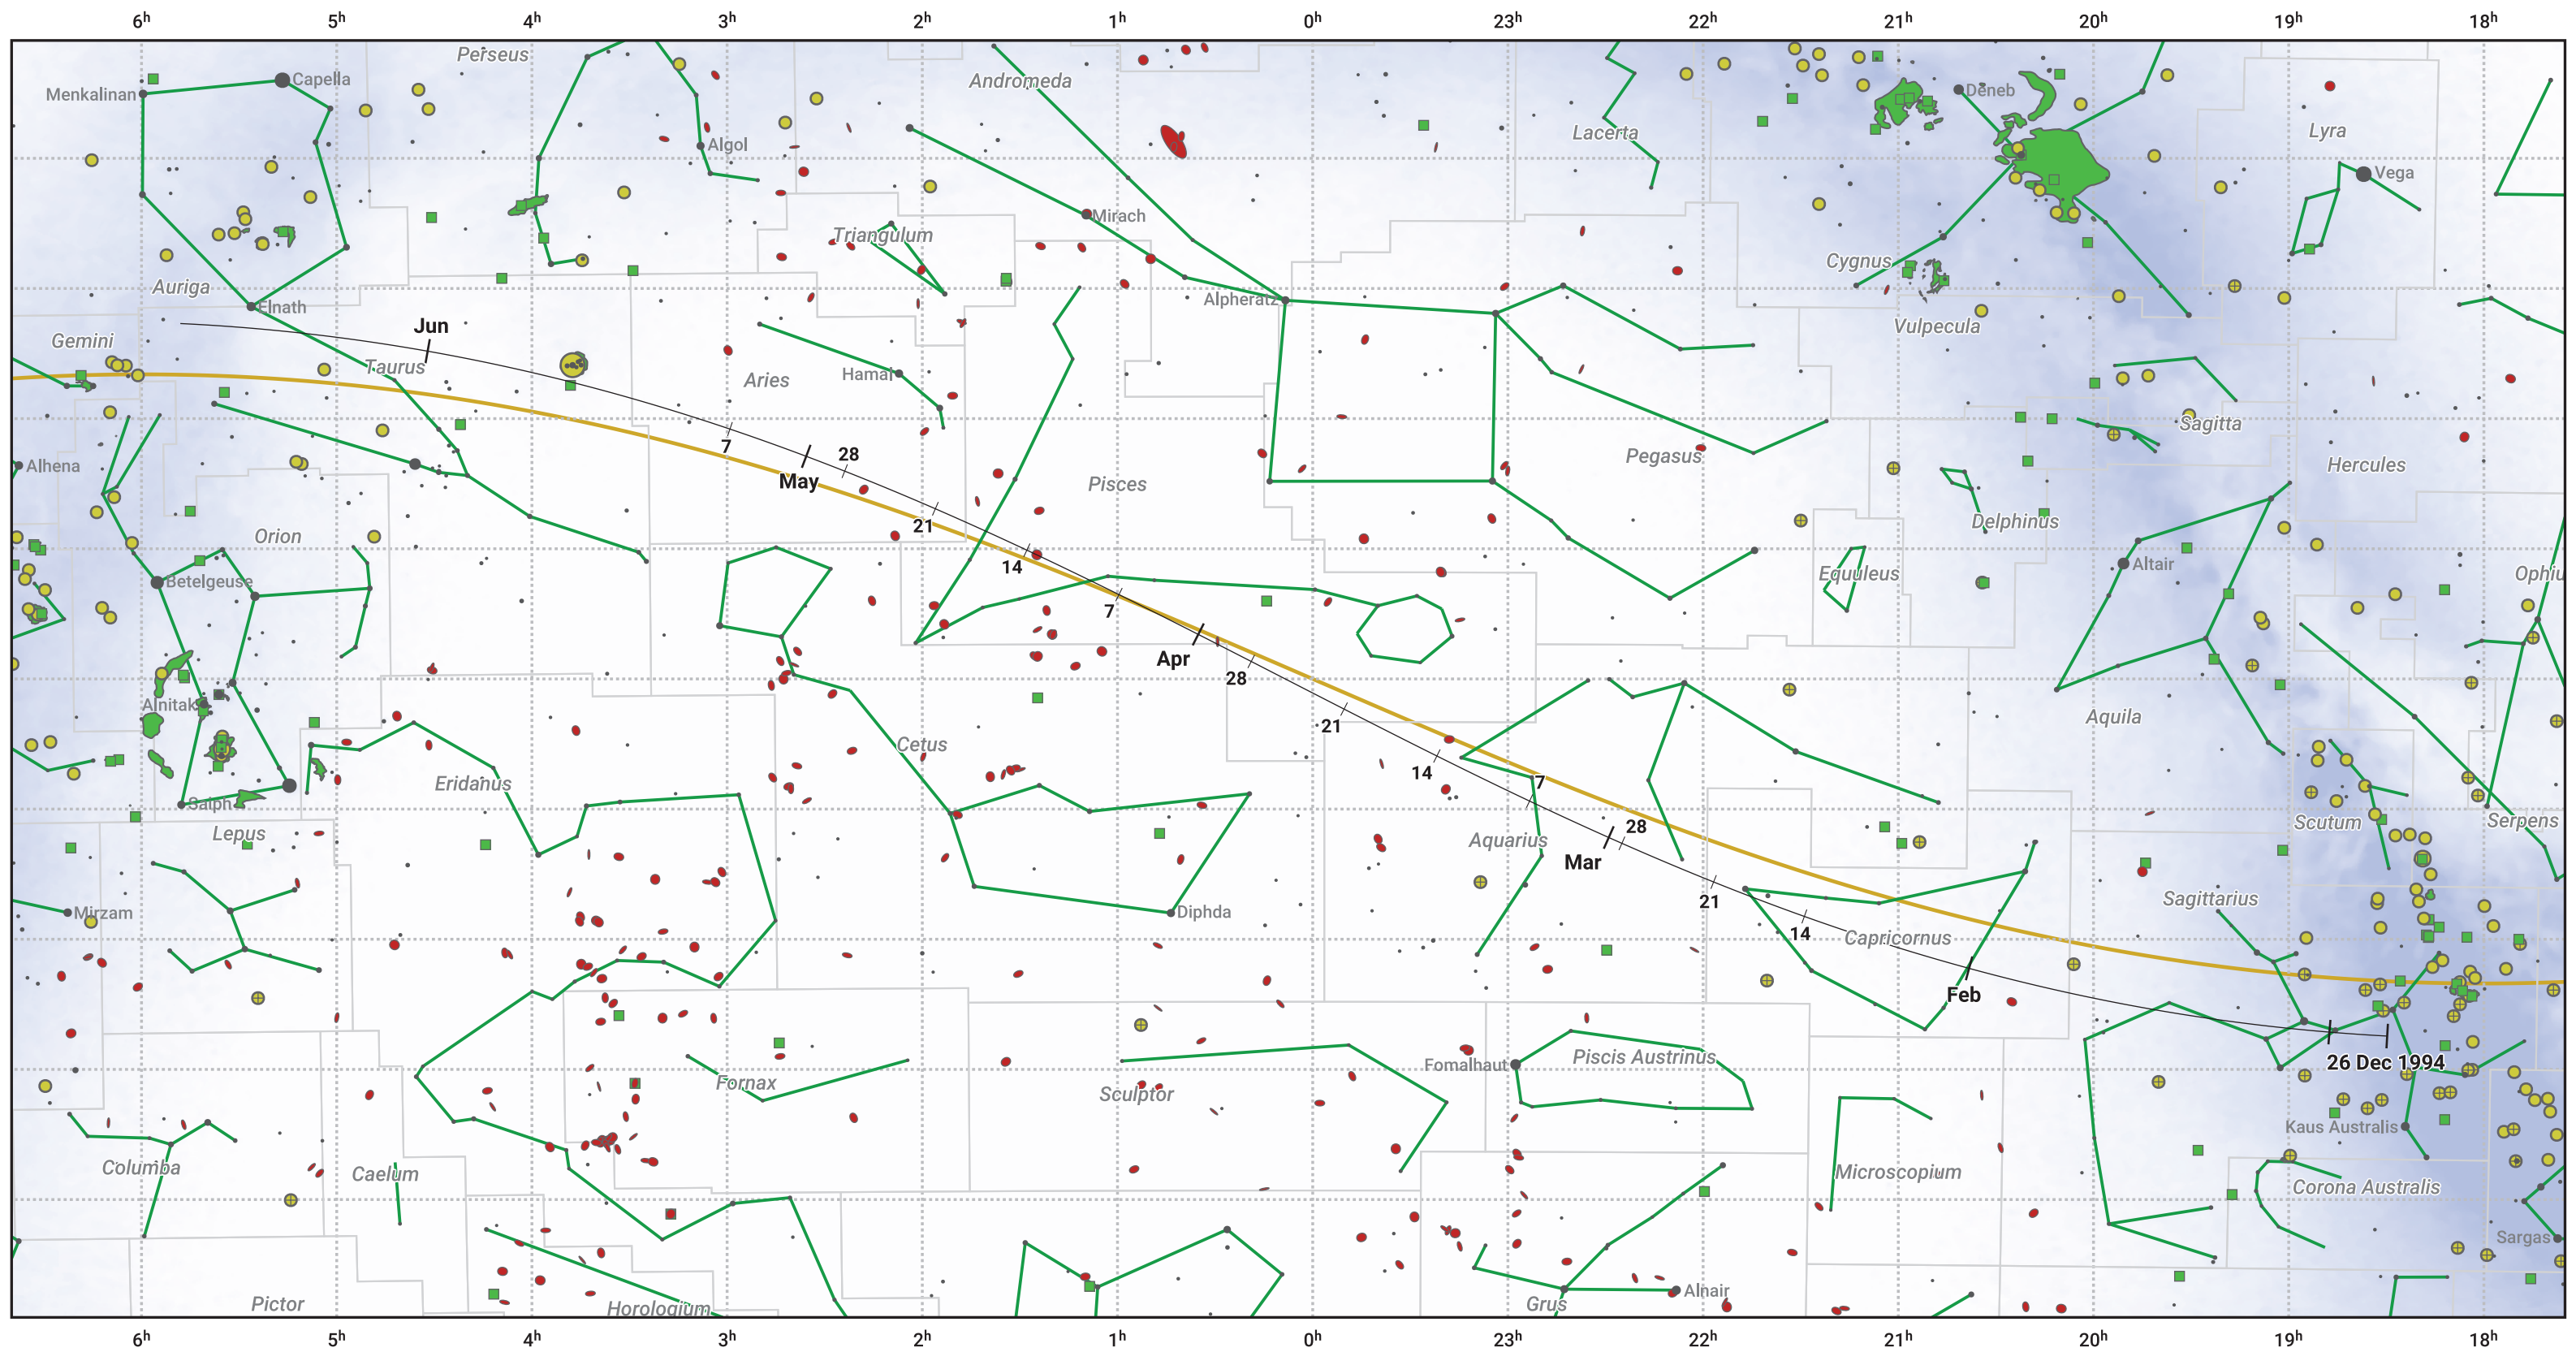 6h 5h 4h 3h 2h 1h 0h 23h 22h 21h 20h 19h 18h
Perseus
Andromeda
Capella
Menkalinan
Deneb
Lacerta
Lyra
Algol
Vega
Mirach
Triangulum
Cygnus
Auriga
Alpheratz
Elnath
Jun
Vulpecula
Gemini
Taurus
Aries
Hamal
Sagitta
7
28
Pegasus
Hercules
Alhena
May
Pisces
21
Delphinus
Orion
14
Altair
Betelgeuse
Equuleus
Ophiu
7
Apr
28
Alnitak
Aquila
21
Cetus
14
7
Eridanus
Saiph
Lepus
28
Scutum
Serpens
Aquarius
Mar
Sagittarius
21
Mirzam
Diphda
14
Capricornus
Feb
Piscis Austrinus
26 Dec 1994
Fomalhaut
Fornax
Sculptor
Kaus Australis
Columba
Caelum
Microscopium
Corona Australis
Sargas
Alnair
Pictor
Horologium
Grus
6h 5h 4h 3h 2h 1h 0h 23h 22h 21h 20h 19h 18h